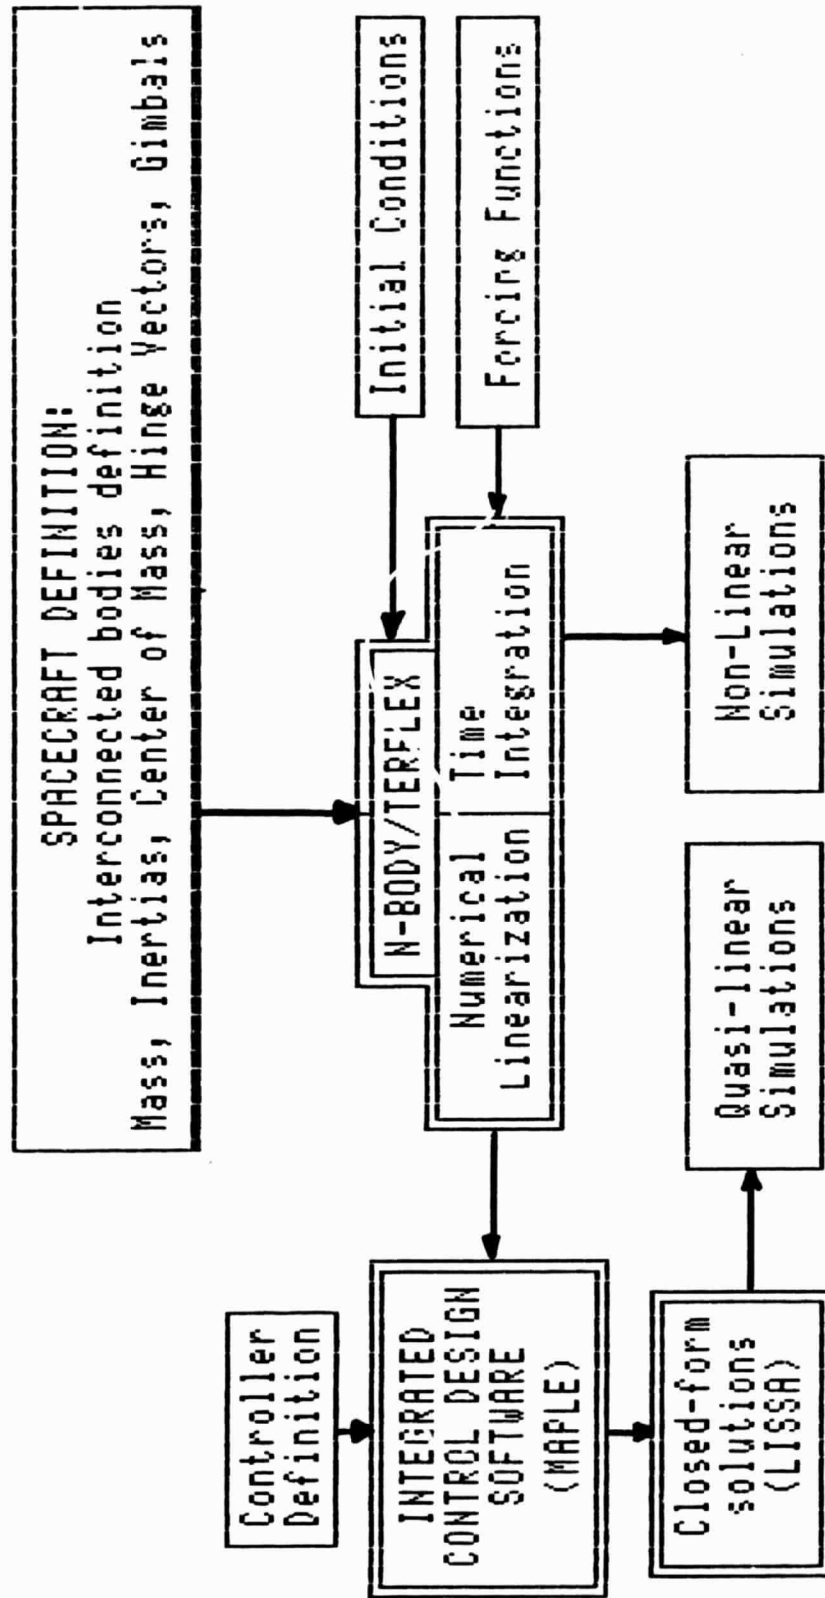 SPACECRAFT DEFINITION:
Interconnected bodies definition
Mass, Inertias, Center of Mass, Hinge Vectors, Gimbals
Initial Conditions
Forcing Functions
N-BODY/TERFLEX
Numerical
Linearization
Time
Integration
Controller
Definition
INTEGRATED
CONTROL DESIGN
SOFTWARE
(MAPLE)
Closed-form
solutions
(LISSA)
Quasi-linear
Simulations
Non-Linear
Simulations